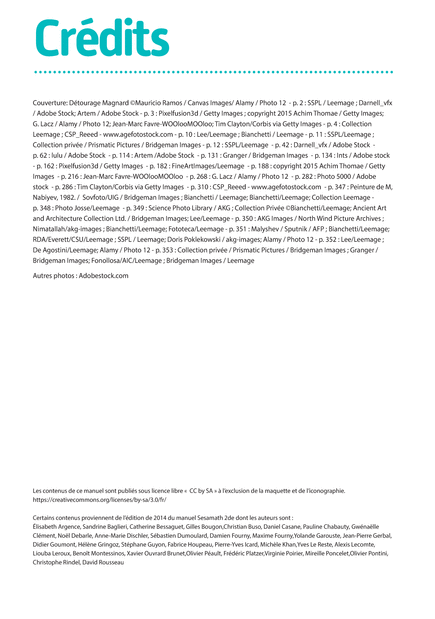 Crédits
Couverture: Détourage Magnard ©Mauricio Ramos / Canvas Images/ Alamy / Photo 12  - p. 2 : SSPL / Leemage ; Darnell_vfx
/ Adobe Stock; Artem / Adobe Stock - p. 3 : Pixelfusion3d / Getty Images ; copyright 2015 Achim Thomae / Getty Images;
G. Lacz / Alamy / Photo 12; Jean-Marc Favre-WOOlooMOOloo; Tim Clayton/Corbis via Getty Images - p. 4 : Collection
Leemage ; CSP_Reeed - www.agefotostock.com - p. 10 : Lee/Leemage ; Bianchetti / Leemage - p. 11 : SSPL/Leemage ;
Collection privée / Prismatic Pictures / Bridgeman Images - p. 12 : SSPL/Leemage  - p. 42 : Darnell_vfx / Adobe Stock -
p. 62 : lulu / Adobe Stock  - p. 114 : Artem /Adobe Stock  - p. 131 : Granger / Bridgeman Images  - p. 134 : Ints / Adobe stock
- p. 162 : Pixelfusion3d / Getty Images  - p. 182 : FineArtImages/Leemage  - p. 188 : copyright 2015 Achim Thomae / Getty
Images  - p. 216 : Jean-Marc Favre-WOOlooMOOloo  - p. 268 : G. Lacz / Alamy / Photo 12  - p. 282 : Photo 5000 / Adobe
stock  - p. 286 : Tim Clayton/Corbis via Getty Images  - p. 310 : CSP_Reeed - www.agefotostock.com  - p. 347 : Peinture de M,
Nabiyev, 1982. /  Sovfoto/UIG / Bridgeman Images ; Bianchetti / Leemage; Bianchetti/Leemage; Collection Leemage -
p. 348 : Photo Josse/Leemage  - p. 349 : Science Photo Library / AKG ; Collection Privée ©Bianchetti/Leemage; Ancient Art
and Architecture Collection Ltd. / Bridgeman Images; Lee/Leemage - p. 350 : AKG Images / North Wind Picture Archives ;
Nimatallah/akg-images ; Bianchetti/Leemage; Fototeca/Leemage - p. 351 : Malyshev / Sputnik / AFP ; Bianchetti/Leemage;
RDA/Everett/CSU/Leemage ; SSPL / Leemage; Doris Poklekowski / akg-images; Alamy / Photo 12 - p. 352 : Lee/Leemage ;
De Agostini/Leemage; Alamy / Photo 12 - p. 353 : Collection privée / Prismatic Pictures / Bridgeman Images ; Granger /
Bridgeman Images; Fonollosa/AIC/Leemage ; Bridgeman Images / Leemage
Autres photos : Adobestock.com
Les contenus de ce manuel sont publiés sous licence libre «  CC by SA » à l'exclusion de la maquette et de l'iconographie.
https://creativecommons.org/licenses/by-sa/3.0/fr/
Certains contenus proviennent de l'édition de 2014 du manuel Sesamath 2de dont les auteurs sont :
Élisabeth Argence, Sandrine Baglieri, Catherine Bessaguet, Gilles Bougon,Christian Buso, Daniel Casane, Pauline Chabauty, Gwénaëlle
Clément, Noël Debarle, Anne-Marie Dischler, Sébastien Dumoulard, Damien Fourny, Maxime Fourny,Yolande Garouste, Jean-Pierre Gerbal,
Didier Goumont, Hélène Gringoz, Stéphane Guyon, Fabrice Houpeau, Pierre-Yves Icard, Michèle Khan,Yves Le Reste, Alexis Lecomte,
Liouba Leroux, Benoît Montessinos, Xavier Ouvrard Brunet,Olivier Péault, Frédéric Platzer,Virginie Poirier, Mireille Poncelet,Olivier Pontini,
Christophe Rindel, David Rousseau